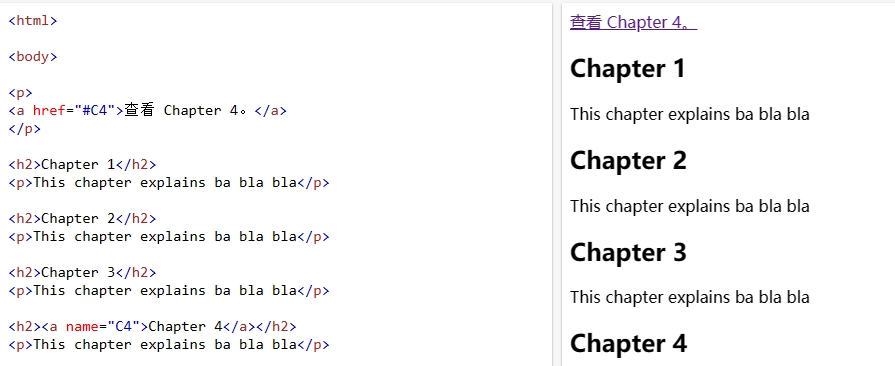 <html>
<body>
<p>
<a href="#C4">查看 Chapter 4。</a>
</p>
<h2>Chapter 1</h2>
<p>This chapter explains ba bla bla</p>
<h2>Chapter 2</h2>
<p>This chapter explains ba bla bla</p>
<h2>Chapter 3</h2>
<p>This chapter explains ba bla bla</p>
<h2><a name="C4">Chapter 4</a></h2>
<p>This chapter explains ba bla bla</p>
查看 Chapter 4。
Chapter 1
This chapter explains ba bla bla
Chapter 2
This chapter explains ba bla bla
Chapter 3
This chapter explains ba bla bla
Chapter 4